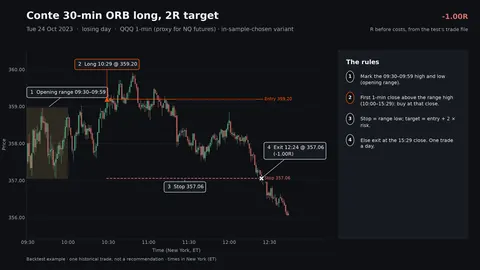 Conte 30-min ORB long, 2R target
-1.00R
Tue 24 Oct 2023 · losing day · QQQ 1-min (proxy for NQ futures) · in-sample-chosen variant
R before costs, from the test's trade file
2 Long 10:29 @ 359.20
1 Opening range 09:30–09:59
Entry 359.20
4 Exit 12:24 @ 357.06
(-1.00R)
Stop 357.06
3 Stop 357.06
Price
360.00
359.00
358.00
357.00
356.00
09:30
10:00
10:30
11:00
11:30
12:00
12:30
Time (New York, ET)
The rules
1 Mark the 09:30–09:59 high and low
(opening range).
2 First 1-min close above the range high
(10:00–15:29): buy at that close.
3 Stop = range low; target = entry + 2 ×
risk.
4 Else exit at the 15:29 close. One trade
a day.
Backtest example · one historical trade, not a recommendation · times in New York (ET)